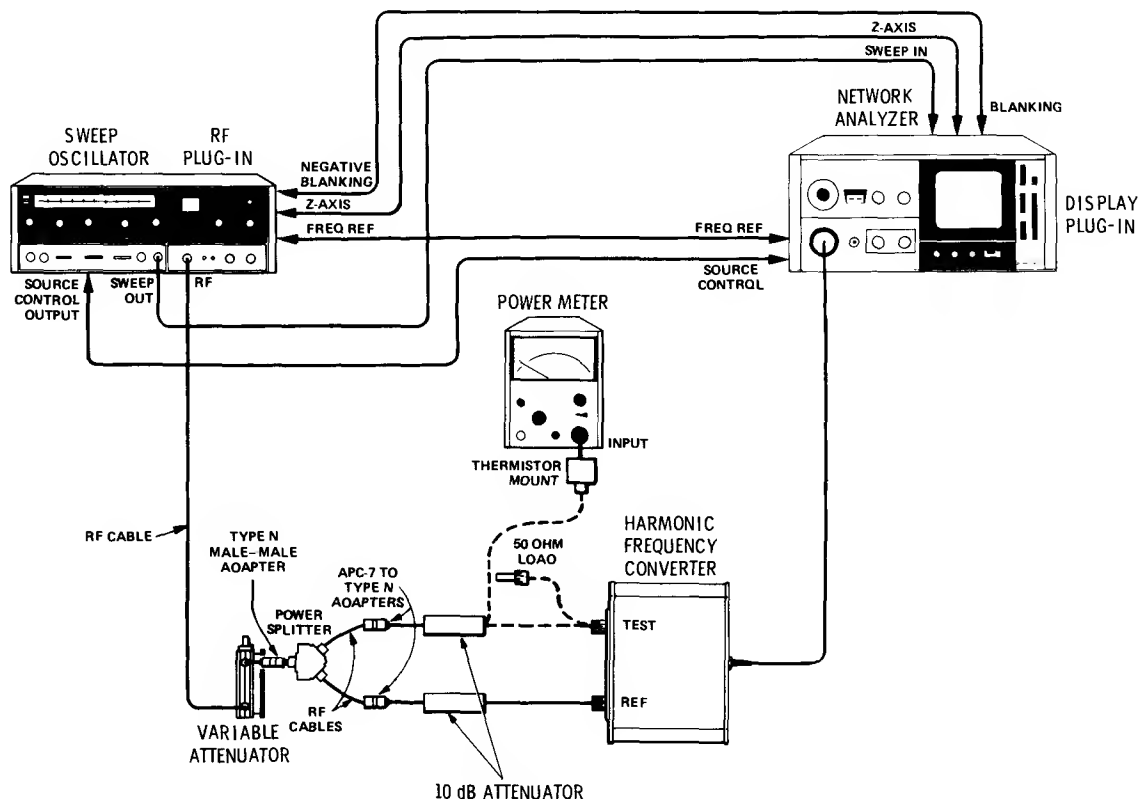 Z-AXIS
SWEEP IN
NETWORK
ANALYZER
BLANKING
SWEEP
OSCILLATOR
RF
PLUG-IN
NEGATIVE
BLANKING
Z-AXIS
FREQ REF
FREQ REF
DISPLAY
PLUG-IN
SOURCE
CONTROL
OUTPUT
SWEEP
OUT
RF
SOURCE
CONTROL
POWER METER
INPUT
THERMISTOR
MOUNT
RF CABLE
TYPE N
MALE-MALE
AOAPTER
50 OHM
LOAO
HARMONIC
FREQUENCY
CONVERTER
APC-7 TO
TYPE N
AOAPTERS
POWER
SPLITTER
TEST
REF
RF
CABLES
VARIABLE
ATTENUATOR
10 dB ATTENUATOR